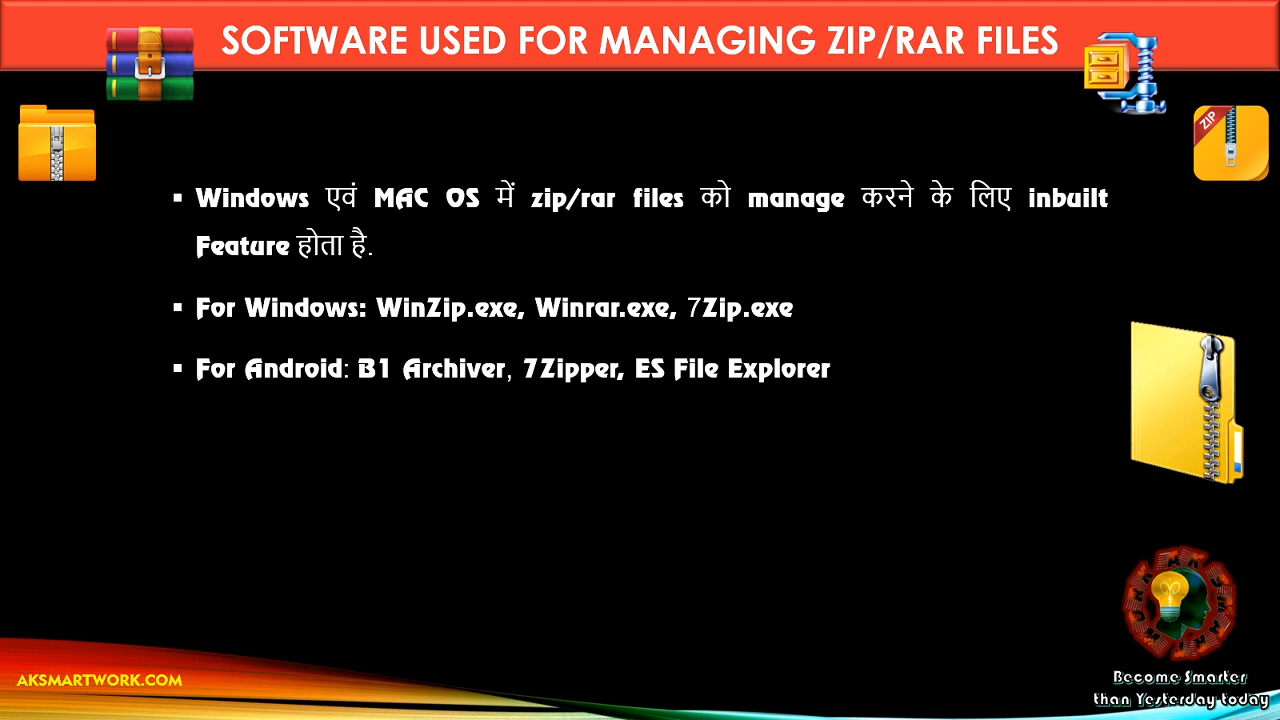 SOFTWARE USED FOR MANAGING ZIP/RAR FILES
ZIP
▪ Windows एवं MAC OS में zip/rar files को manage करने के लिए inbuilt
Feature होता है.
▪ For Windows: WinZip.exe, Winrar.exe, 7Zip.exe
▪ For Android: B1 Archiver, 7Zipper, ES File Explorer
AKSMARTWORK.COM
Become Smarter
than Yesterday today